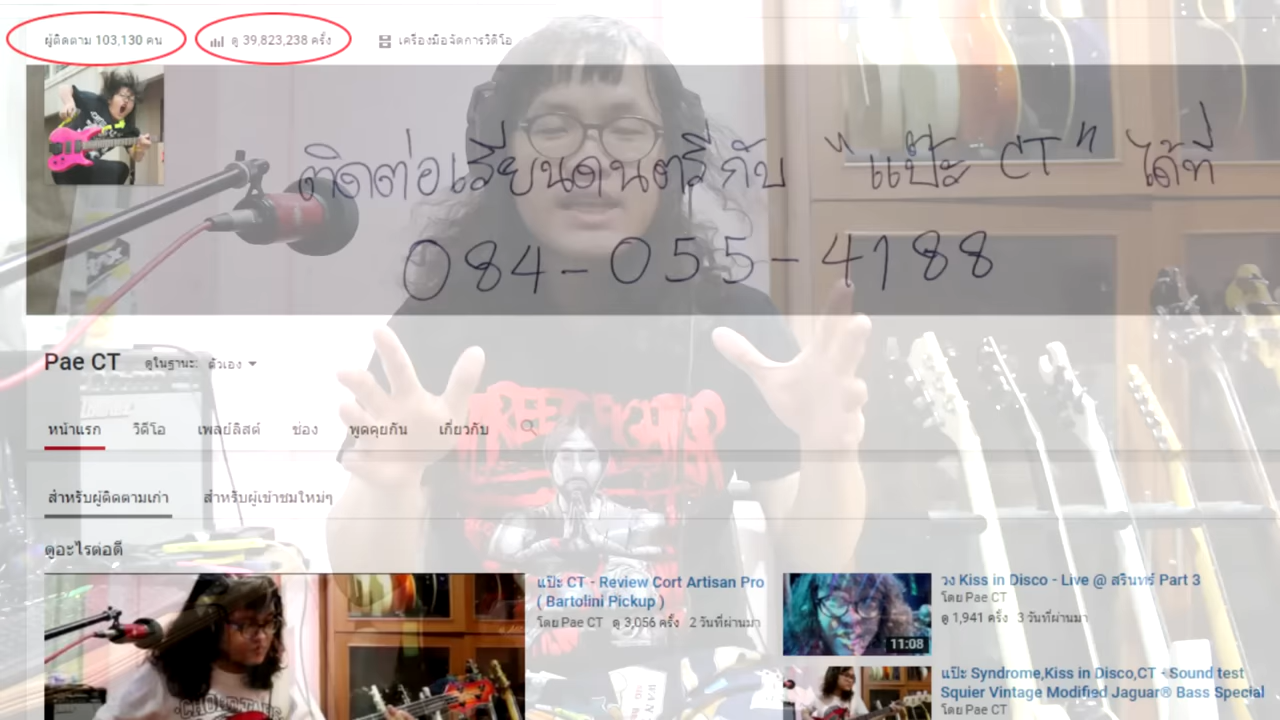 ผู้ติดตาม 103,130 คน
ดู 39,823,238 ครั้ง
เครื่องมือจัดการวิดีโอ
ติดต่อเรียนดนตรีกับ "แป๊ะ CT" ได้ที่
084-055-4188
Pae CT ดูในฐานะ: ตัวเอง
หน้าแรก วิดีโอ เพลย์ลิสต์ ช่อง พูดคุยกัน เกี่ยวกับ
สำหรับผู้ติดตามเก่า สำหรับผู้เข้าชมใหม่ๆ
ดูอะไรต่อดี
แป๊ะ CT - Review Cort Artisan Pro
( Bartolini Pickup )
โดย Pae CT ดู 3,056 ครั้ง 2 วันที่ผ่านมา
วง Kiss in Disco - Live @ สรินทร์ Part 3
โดย Pae CT
ดู 1,941 ครั้ง 3 วันที่ผ่านมา
11:08
แป๊ะ Syndrome,Kiss in Disco,CT - Sound test
Squier Vintage Modified Jaguar® Bass Special
โดย Pae CT